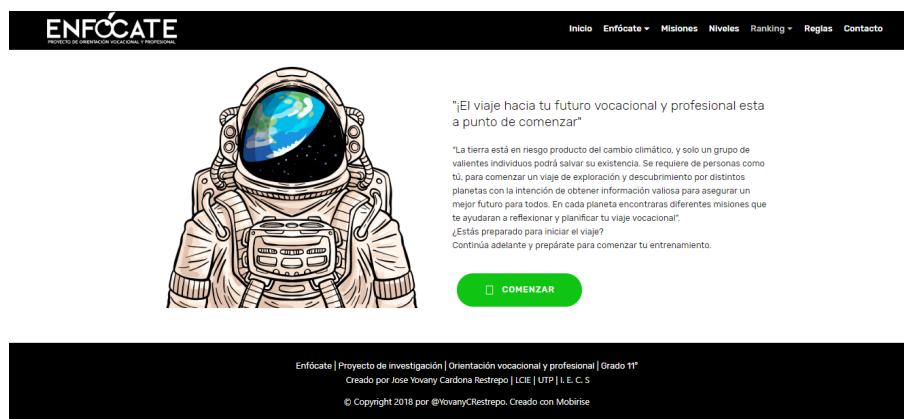 ENFÓCATE
PROYECTO DE ORIENTACIÓN VOCACIONAL Y PROFESIONAL
Inicio Enfócate Misiones Niveles Ranking Reglas Contacto
"¡El viaje hacia tu futuro vocacional y profesional esta
a punto de comenzar"
"La tierra está en riesgo producto del cambio climático, y solo un grupo de
valientes individuos podrá salvar su existencia. Se requiere de personas como
tú, para comenzar un viaje de exploración y descubrimiento por distintos
planetas con la intención de obtener información valiosa para asegurar un
mejor futuro para todos. En cada planeta encontraras diferentes misiones que
te ayudaran a reflexionar y planificar tu viaje vocacional".
¿Estás preparado para iniciar el viaje?
Continúa adelante y prepárate para comenzar tu entrenamiento.
COMENZAR
Enfócate | Proyecto de investigación | Orientación vocacional y profesional | Grado 11°
Creado por Jose Yovany Cardona Restrepo | LCIE | UTP | I. E. C. S
© Copyright 2018 por @YovanyCRestrepo. Creado con Mobirise